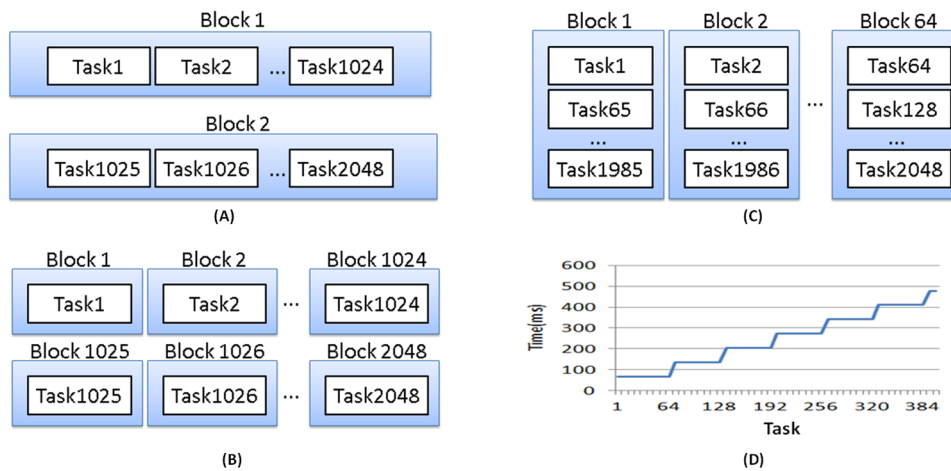 Block 1
Task1 Task2 ... Task1024
Block 2
Task1025 Task1026 ... Task2048
(A)
Block 1 Block 2 Block 1024
Task1 Task2 ... Task1024
Block 1025 Block 1026 Block 2048
Task1025 Task1026 ... Task2048
(B)
Block 1 Block 2 Block 64
Task1 Task2 Task64
Task65 Task66 ... Task128
... ... ...
Task1985 Task1986 Task2048
(C)
600
500
400
300
200
100
0
Time(ms)
1 64 128 192 256 320 384
Task
(D)